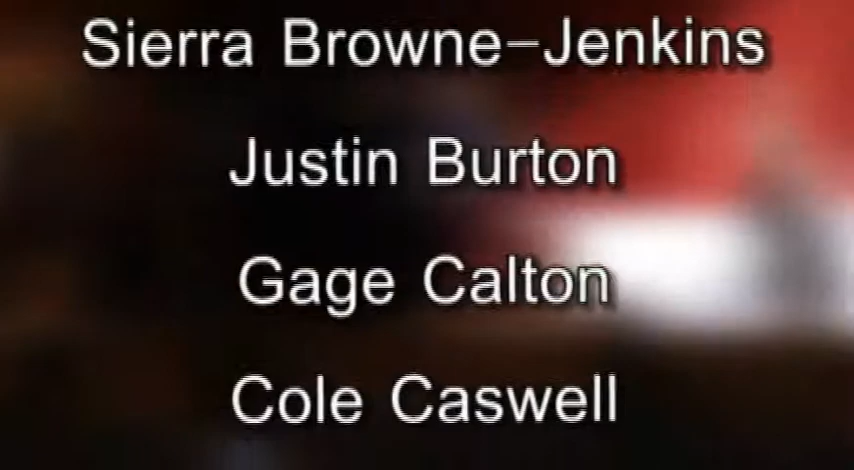 Sierra Browne-Jenkins
Justin Burton
Gage Calton
Cole Caswell